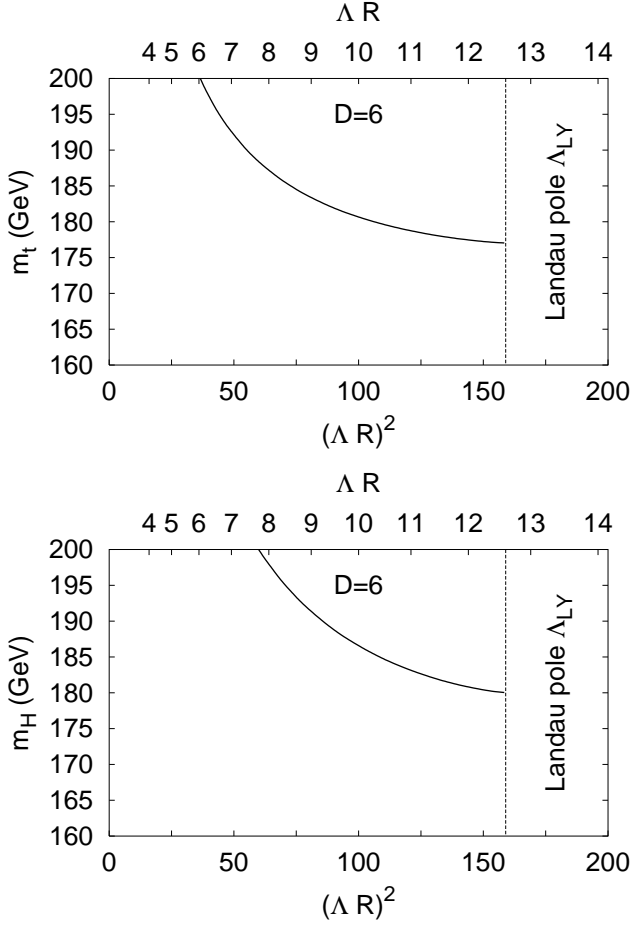 Λ R
4 5 6 7 8 9 10 11 12 13 14
200
195
190
185
180
175
170
165
160
m_t (GeV)
D=6
Landau pole Λ_LY
0 50 100 150 200
(Λ R)^2
Λ R
4 5 6 7 8 9 10 11 12 13 14
200
195
190
185
180
175
170
165
160
m_H (GeV)
D=6
Landau pole Λ_LY
0 50 100 150 200
(Λ R)^2